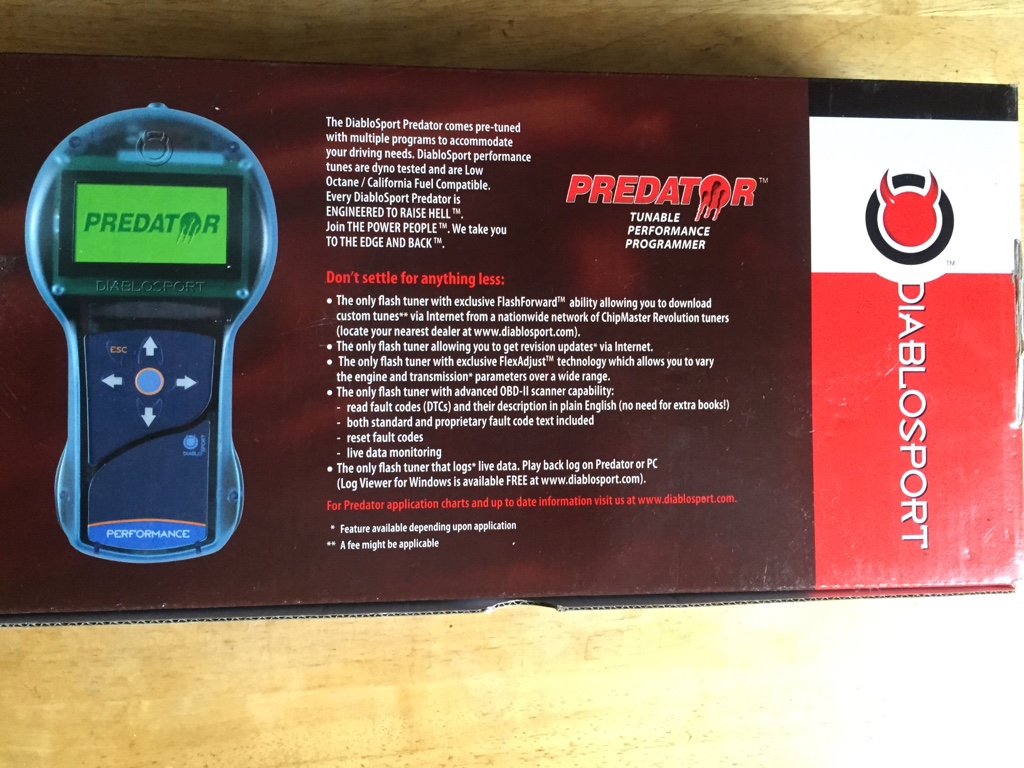 PREDATOR
DIABLOSPORT
ESC
DIABLOSPORT
PERFORMANCE
The DiabloSport Predator comes pre-tuned
with multiple programs to accommodate
your driving needs. DiabloSport performance
tunes are dyno tested and are Low
Octane / California Fuel Compatible.
Every DiabloSport Predator is
ENGINEERED TO RAISE HELL™.
Join THE POWER PEOPLE™. We take you
TO THE EDGE AND BACK™.
PREDATOR™
TUNABLE
PERFORMANCE
PROGRAMMER
Don't settle for anything less:
• The only flash tuner with exclusive FlashForward™ ability allowing you to download
custom tunes** via Internet from a nationwide network of ChipMaster Revolution tuners
(locate your nearest dealer at www.diablosport.com).
• The only flash tuner allowing you to get revision updates* via Internet.
• The only flash tuner with exclusive FlexAdjust™ technology which allows you to vary
the engine and transmission* parameters over a wide range.
• The only flash tuner with advanced OBD-II scanner capability:
- read fault codes (DTCs) and their description in plain English (no need for extra books!)
- both standard and proprietary fault code text included
- reset fault codes
- live data monitoring
• The only flash tuner that logs* live data. Play back log on Predator or PC
(Log Viewer for Windows is available FREE at www.diablosport.com).
For Predator application charts and up to date information visit us at www.diablosport.com.
* Feature available depending upon application
** A fee might be applicable
TM
DIABLOSPORT